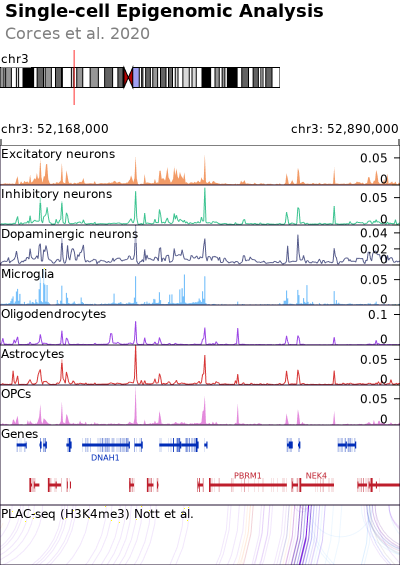 Single-cell Epigenomic Analysis
Corces et al. 2020
chr3
chr3: 52,168,000 chr3: 52,890,000
Excitatory neurons 0.05
0
Inhibitory neurons 0.05
0
Dopaminergic neurons 0.04
0.02
0
Microglia 0.05
0
Oligodendrocytes 0.1
0
Astrocytes 0.05
0
OPCs 0.05
0
Genes
DNAH1
PBRM1 NEK4
PLAC-seq (H3K4me3) Nott et al.